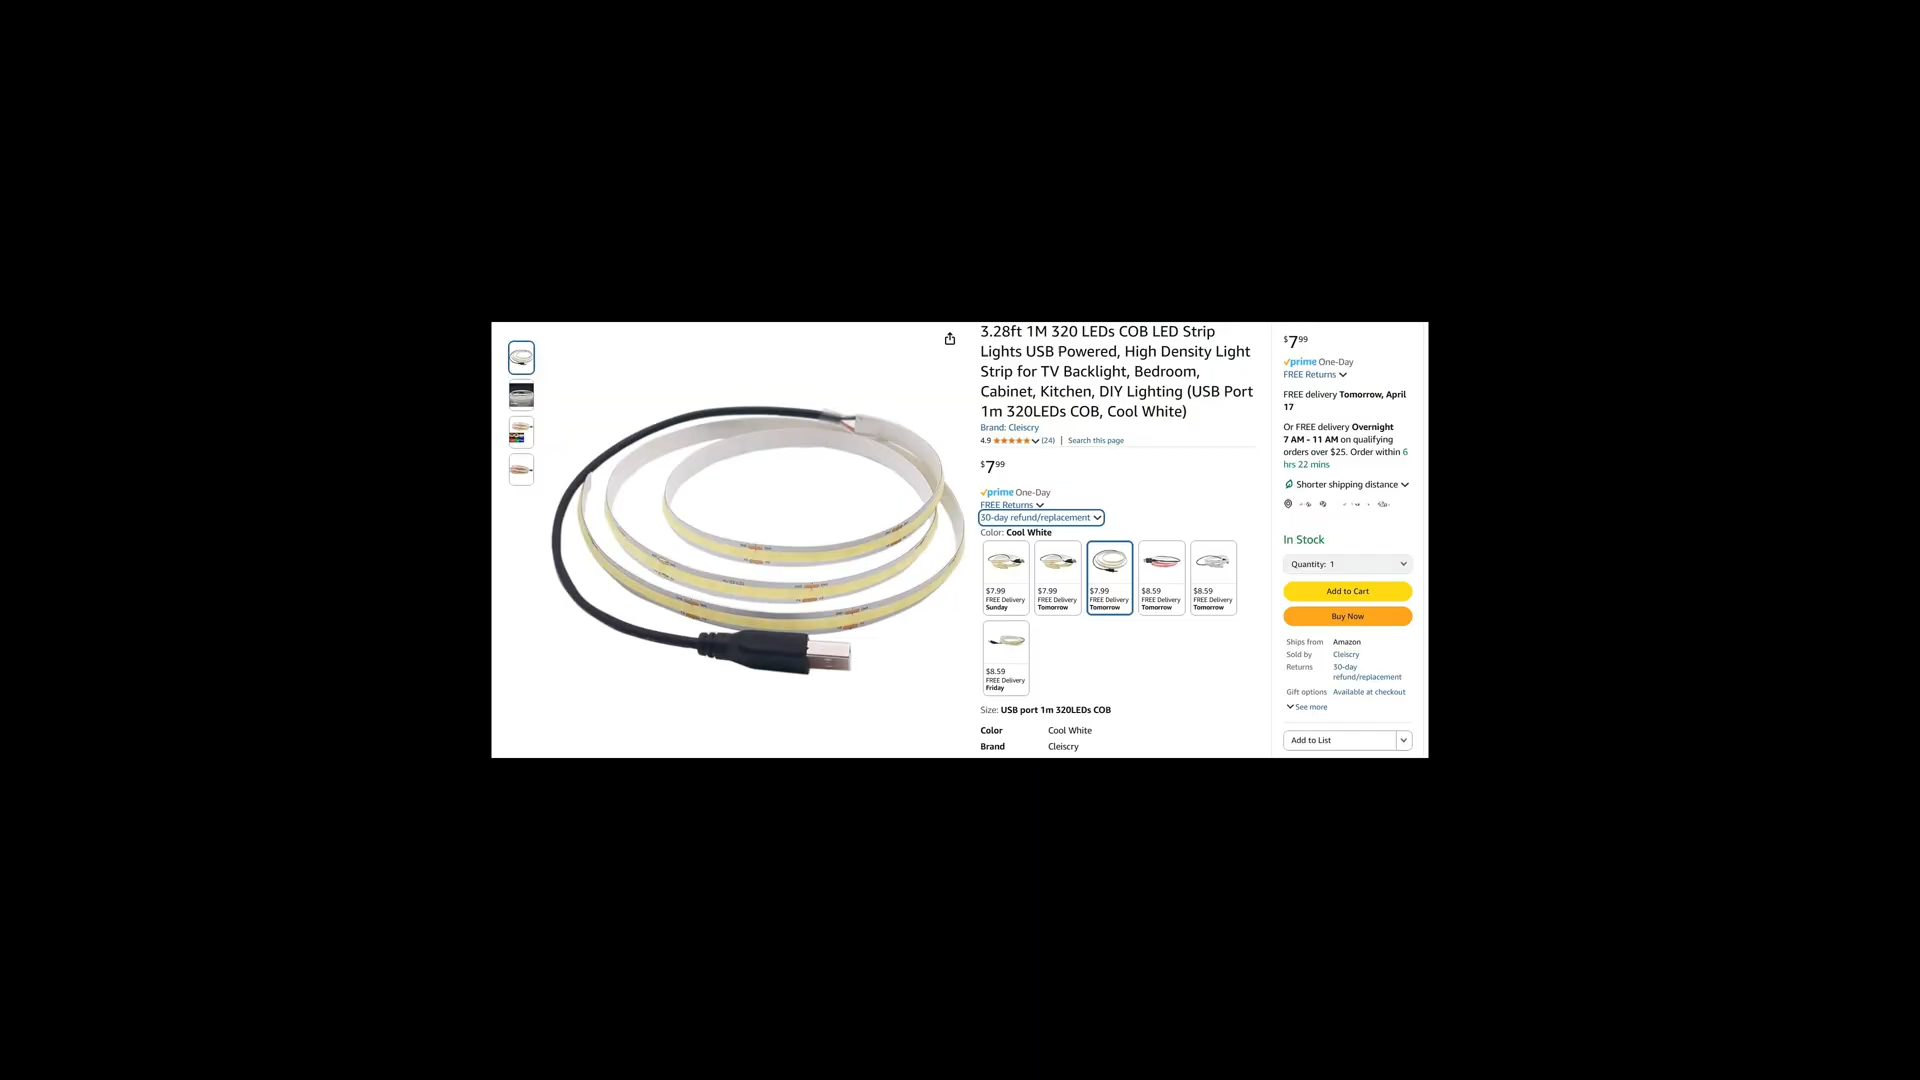 3.28ft 1M 320 LEDs COB LED Strip
Lights USB Powered, High Density Light
Strip for TV Backlight, Bedroom,
Cabinet, Kitchen, DIY Lighting (USB Port
1m 320LEDs COB, Cool White)
Brand: Cleiscry
4.9 (24) | Search this page
$7.99
prime One-Day
FREE Returns
30-day refund/replacement
Color: Cool White
$7.99
FREE Delivery
Sunday
$7.99
FREE Delivery
Tomorrow
$7.99
FREE Delivery
Tomorrow
$8.59
FREE Delivery
Tomorrow
$8.59
FREE Delivery
Tomorrow
$8.59
FREE Delivery
Friday
Size: USB port 1m 320LEDs COB
Color Cool White
Brand Cleiscry
$7.99
prime One-Day
FREE Returns
FREE delivery Tomorrow, April
17
Or FREE delivery Overnight
7 AM - 11 AM on qualifying
orders over $25. Order within 6
hrs 22 mins
Shorter shipping distance
In Stock
Quantity: 1
Add to Cart
Buy Now
Ships from Amazon
Sold by Cleiscry
Returns 30-day
refund/replacement
Gift options Available at checkout
See more
Add to List